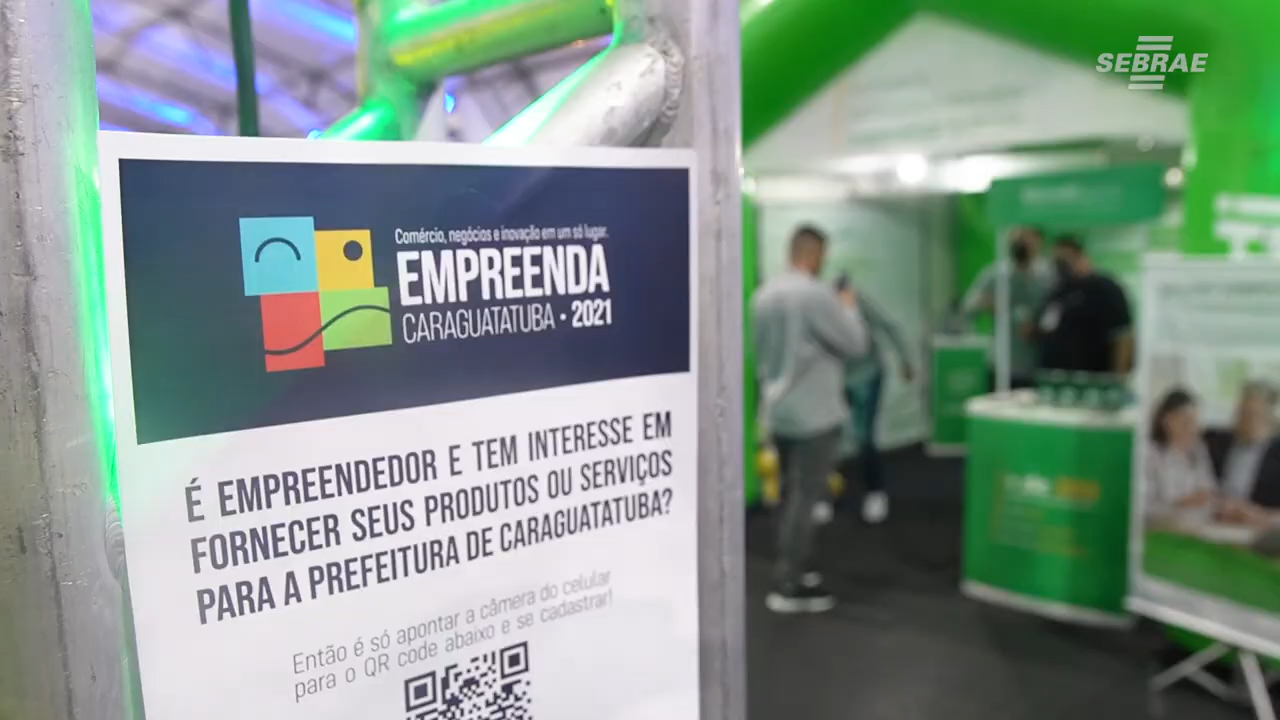 SEBRAE
Comércio, negócios e inovação em um só lugar.
EMPREENDA
CARAGUATATUBA • 2021
É EMPREENDEDOR E TEM INTERESSE EM
FORNECER SEUS PRODUTOS OU SERVIÇOS
PARA A PREFEITURA DE CARAGUATATUBA?
Então é só apontar a câmera do celular
para o QR code abaixo e se cadastrar!